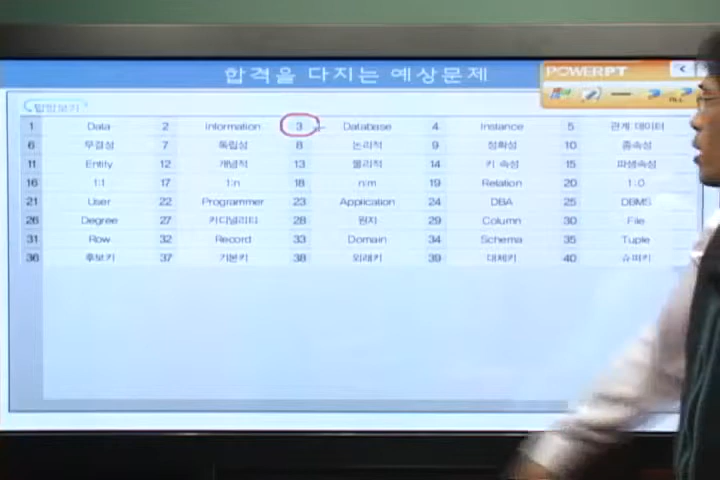 합격을 다지는 예상문제
POWERPT
답항보기
1 Data 2 Information 3 Database 4 Instance 5 관계 데이터
6 무결성 7 독립성 8 논리적 9 정확성 10 종속성
11 Entity 12 개념적 13 물리적 14 키 속성 15 파생속성
16 1:1 17 1:n 18 n:m 19 Relation 20 1:0
21 User 22 Programmer 23 Application 24 DBA 25 DBMS
26 Degree 27 카디널리티 28 원자 29 Column 30 File
31 Row 32 Record 33 Domain 34 Schema 35 Tuple
36 후보키 37 기본키 38 외래키 39 대체키 40 슈퍼키